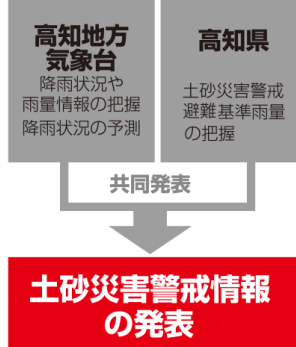 高知地方
気象台
降雨状況や
雨量情報の把握
降雨状況の予測
高知県
土砂災害警戒
避難基準雨量
の把握
共同発表
土砂災害警戒情報
の発表